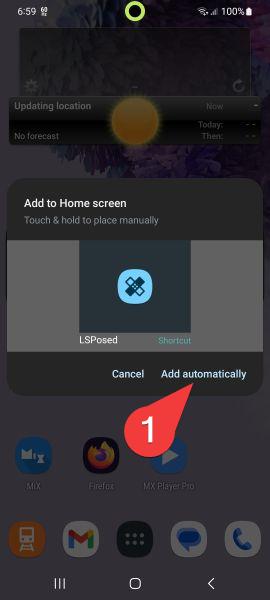 6:59
100%
Updating location
Now
-
Today: - -
No forecast
Then: - -
Add to Home screen
Touch & hold to place manually
LSPosed
Shortcut
Cancel
Add automatically
1
MiX
Firefox
MX Player Pro